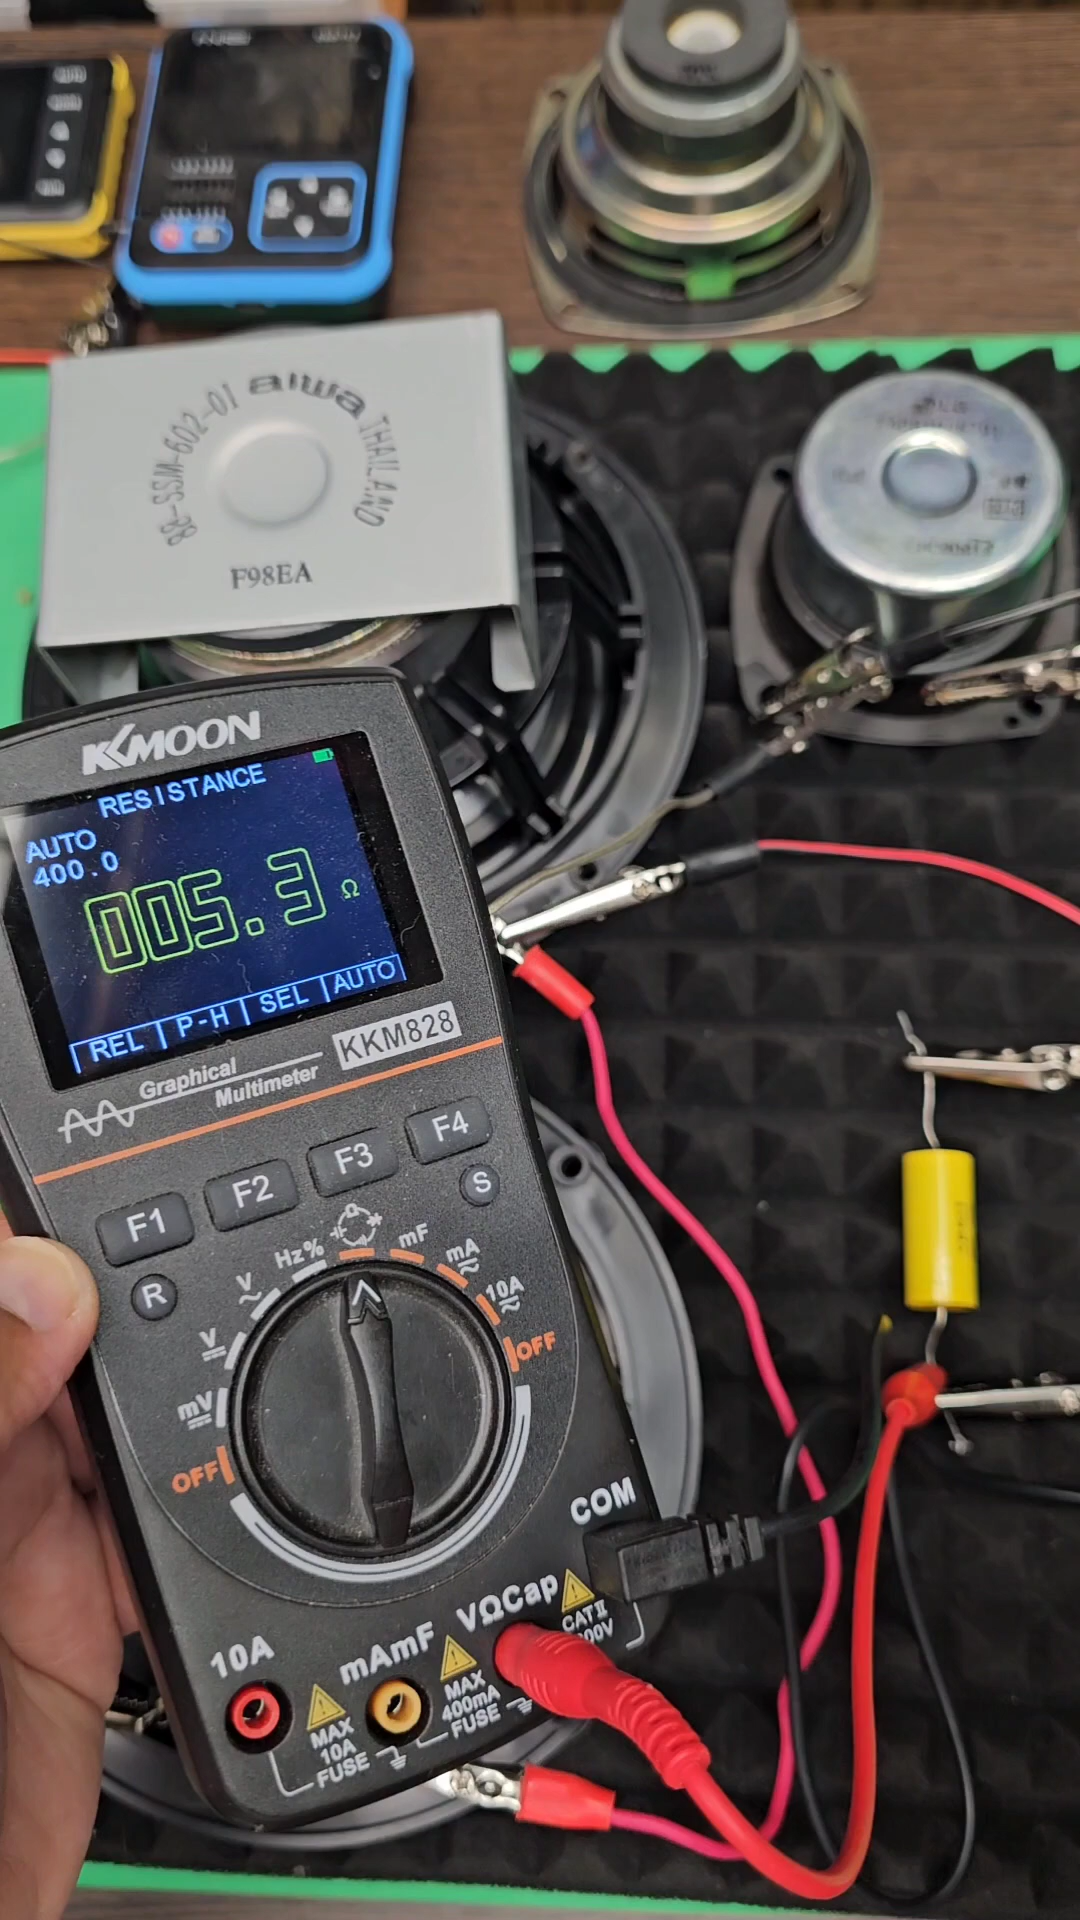 88-SSM-602-01 aiwa THAILAND
F98EA
KKMOON
RESISTANCE
AUTO
400.0
005.3 Ω
REL P-H SEL AUTO
Graphical
Multimeter
KKM828
F1 F2 F3 F4
R S
OFF
mV
V
V
Hz%
mF
mA
10A
OFF
COM
VΩCap
mAmF
10A
CAT II
MAX
400mA
FUSE
MAX
10A
FUSE